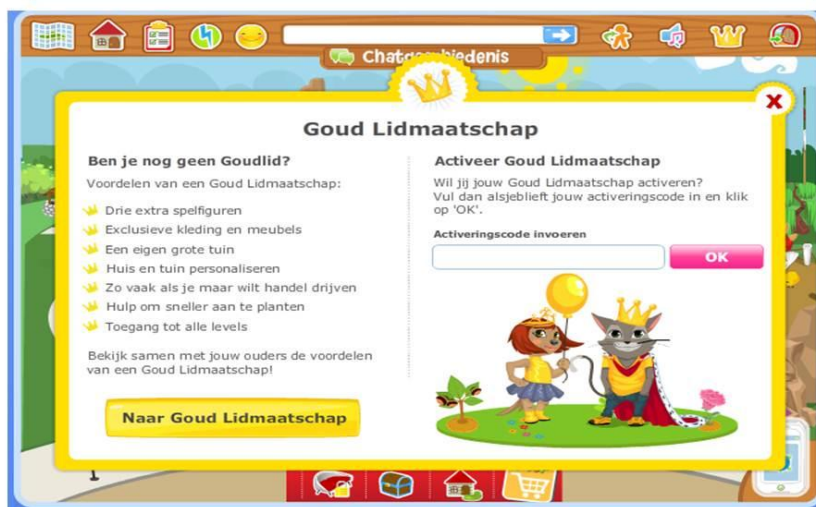 Chatgeschiedenis
Goud Lidmaatschap
Ben je nog geen Goudlid?
Voordelen van een Goud Lidmaatschap:
Drie extra spelfiguren
Exclusieve kleding en meubels
Een eigen grote tuin
Huis en tuin personaliseren
Zo vaak als je maar wilt handel drijven
Hulp om sneller aan te planten
Toegang tot alle levels
Bekijk samen met jouw ouders de voordelen
van een Goud Lidmaatschap!
Naar Goud Lidmaatschap
Activeer Goud Lidmaatschap
Wil jij jouw Goud Lidmaatschap activeren?
Vul dan alsjeblieft jouw activeringscode in en klik
op 'OK'.
Activeringscode invoeren
OK